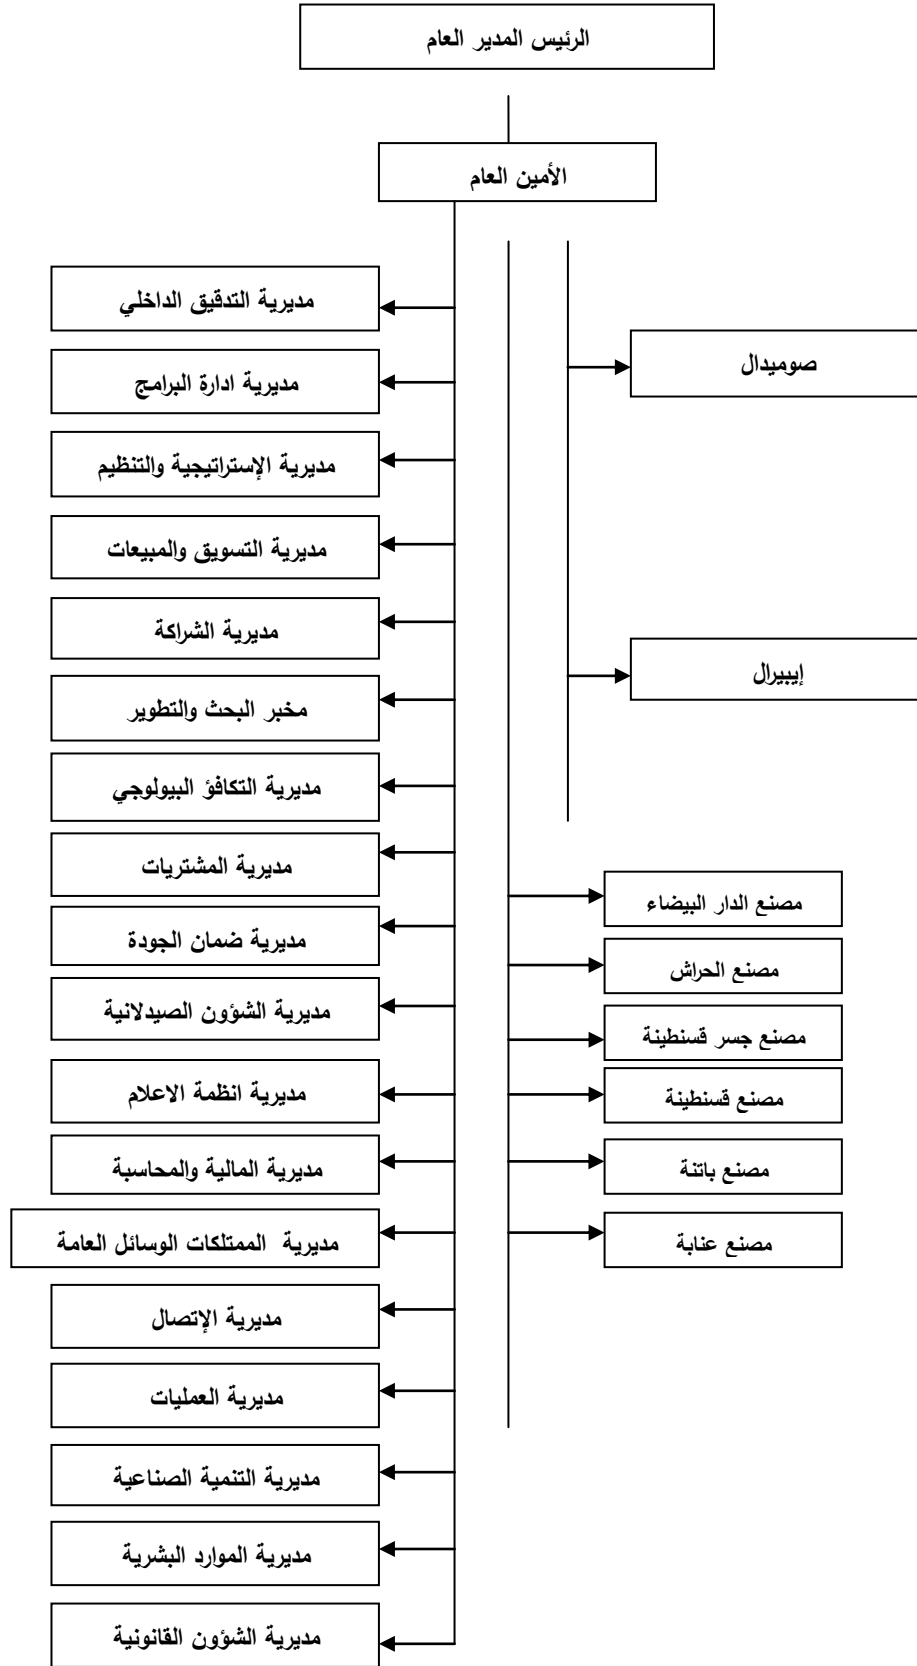 الرئيس المدير العام
الأمين العام
مديرية التدقيق الداخلي
مديرية ادارة البرامج
مديرية الإستراتيجية والتنظيم
مديرية التسويق والمبيعات
مديرية الشراكة
مخبر البحث والتطوير
مديرية التكافؤ البيولوجي
مديرية المشتريات
مديرية ضمان الجودة
مديرية الشؤون الصيدلانية
مديرية انظمة الاعلام
مديرية المالية والمحاسبة
مديرية الممتلكات الوسائل العامة
مديرية الإتصال
مديرية العمليات
مديرية التنمية الصناعية
مديرية الموارد البشرية
مديرية الشؤون القانونية
صوميدال
إيبيرال
مصنع الدار البيضاء
مصنع الحراش
مصنع جسر قسنطينة
مصنع قسنطينة
مصنع باتنة
مصنع عنابة